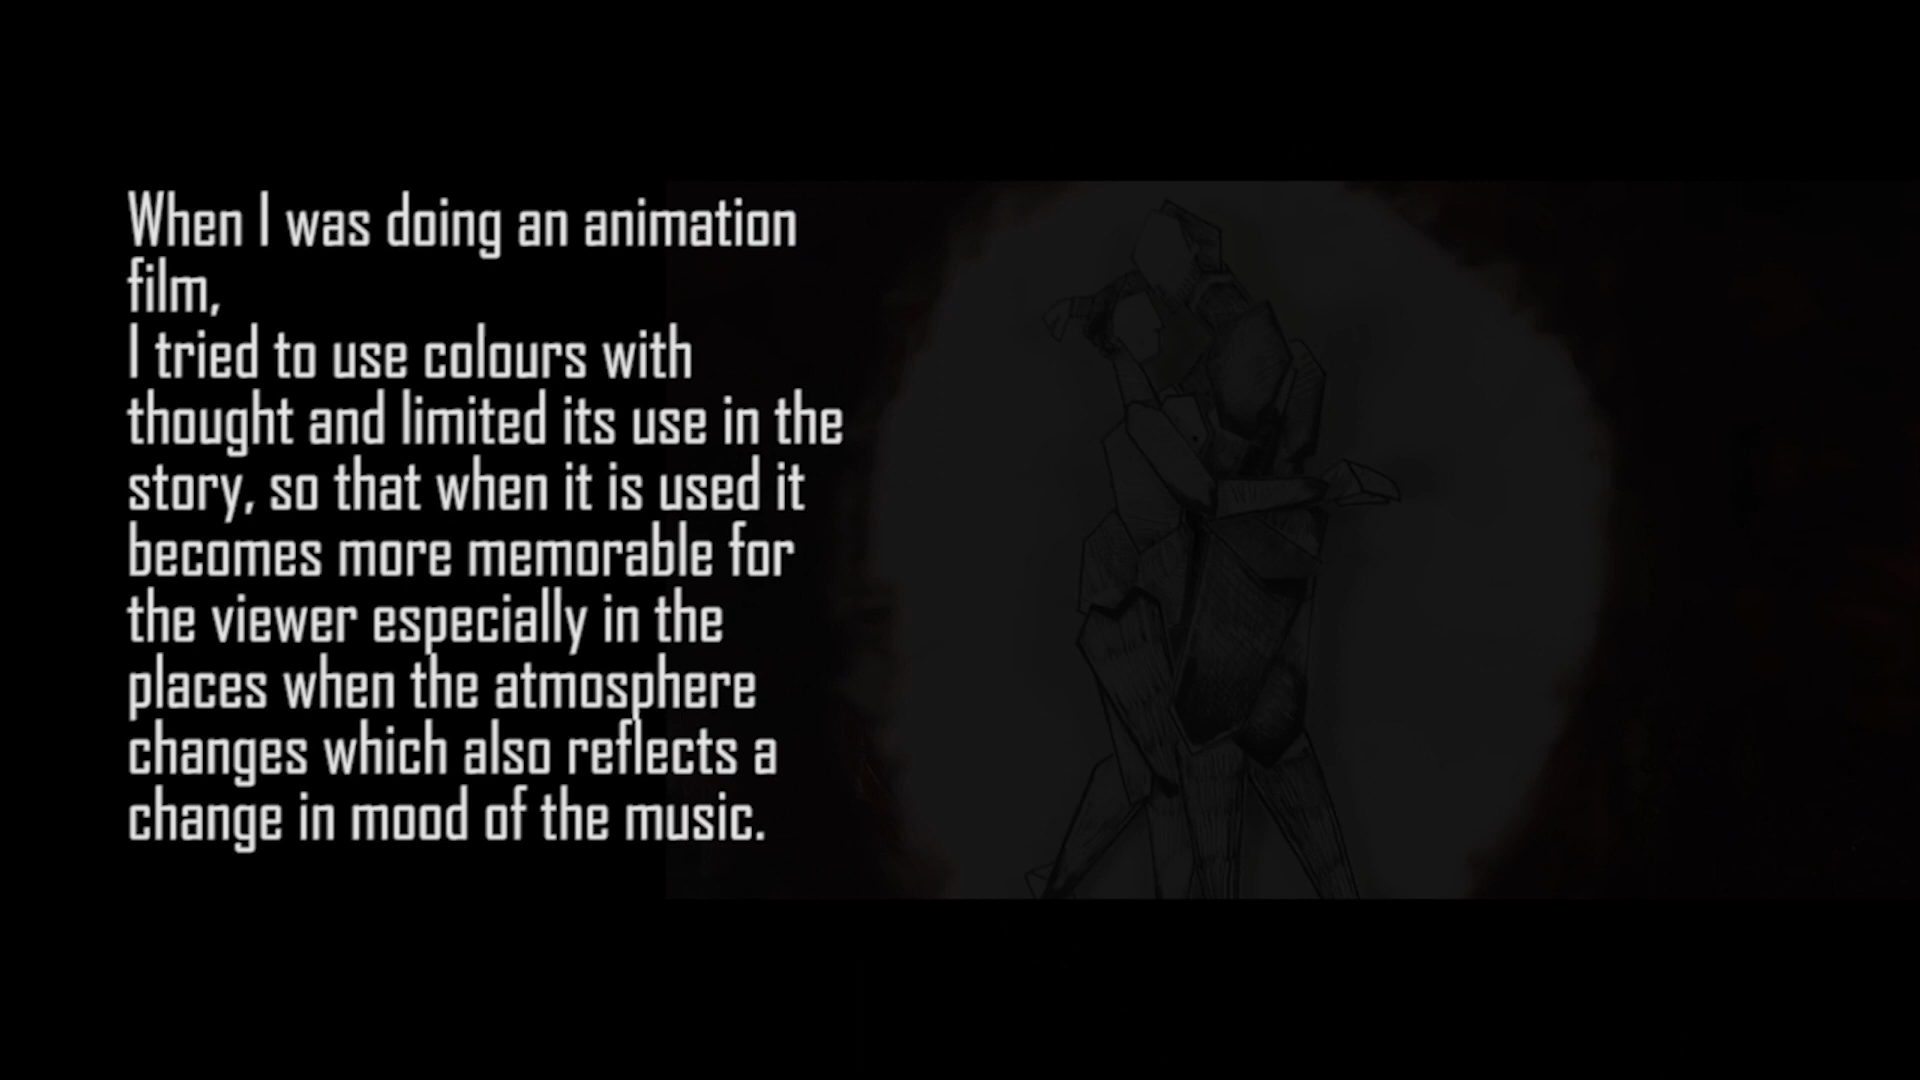 When I was doing an animation
film,
I tried to use colours with
thought and limited its use in the
story, so that when it is used it
becomes more memorable for
the viewer especially in the
places when the atmosphere
changes which also reflects a
change in mood of the music.